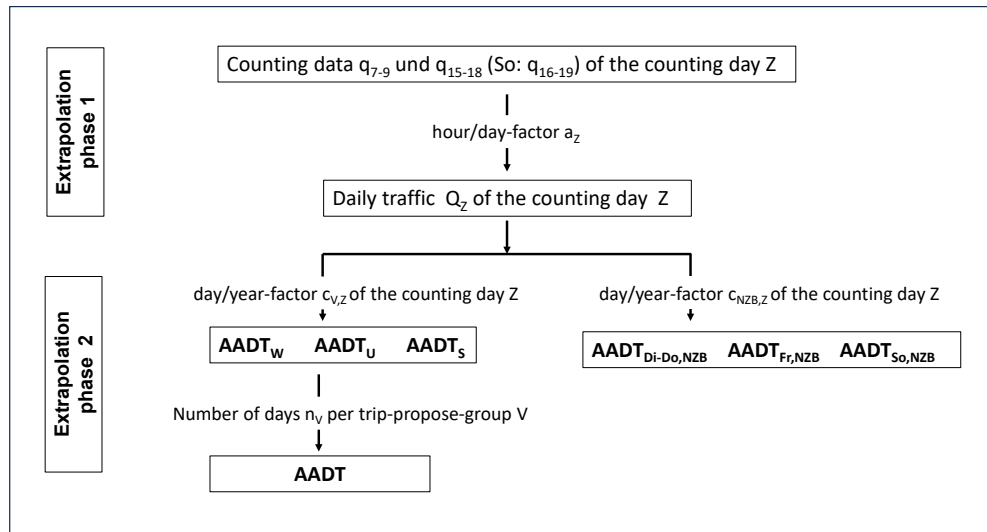 Extrapolation
phase 1
Counting data q7-9 und q15-18 (So: q16-19) of the counting day Z
hour/day-factor aZ
Daily traffic QZ of the counting day Z
Extrapolation
phase 2
day/year-factor cV,Z of the counting day Z
day/year-factor cNZB,Z of the counting day Z
AADTW AADTU AADTS
AADTDi-Do,NZB AADTFr,NZB AADTSo,NZB
Number of days nV per trip-propose-group V
AADT